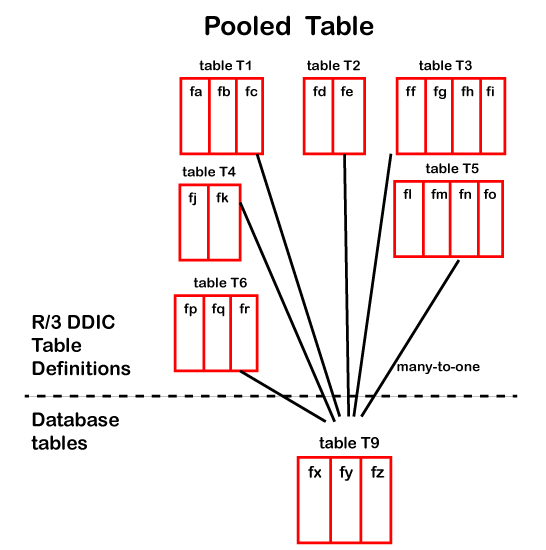 Pooled Table
table T1
fa fb fc
table T2
fd fe
table T3
ff fg fh fi
table T4
fj fk
table T5
fl fm fn fo
table T6
fp fq fr
R/3 DDIC
Table
Definitions
many-to-one
Database
tables
table T9
fx fy fz